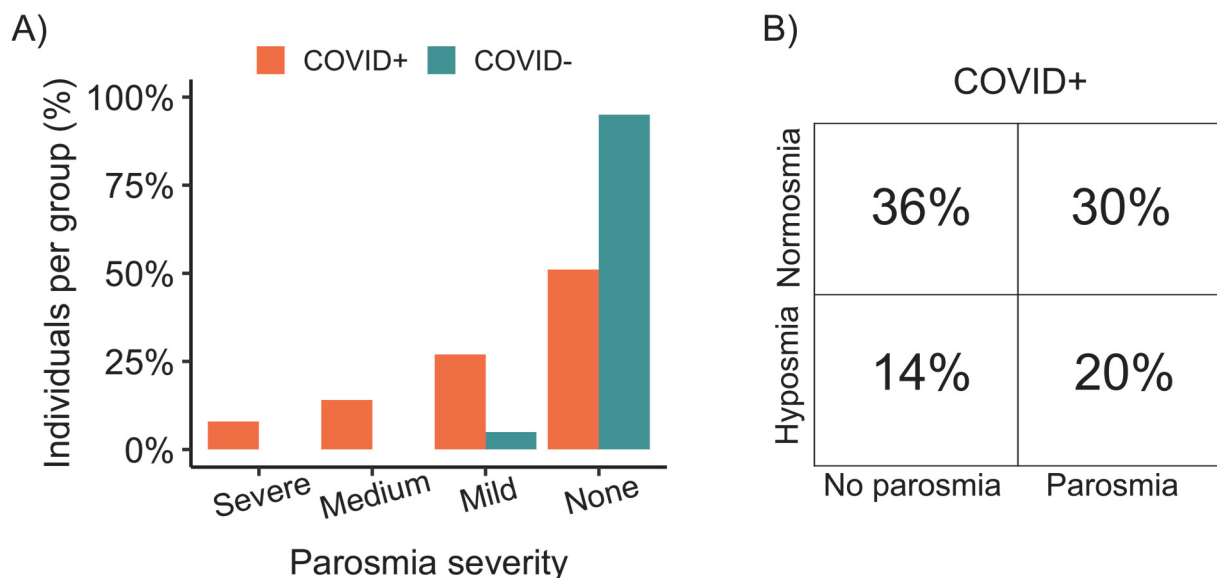 A)
COVID+ COVID-
Individuals per group (%)
100%
75%
50%
25%
0%
Severe Medium Mild None
Parosmia severity
B)
COVID+
Normosmia
36% 30%
Hyposmia
14% 20%
No parosmia Parosmia